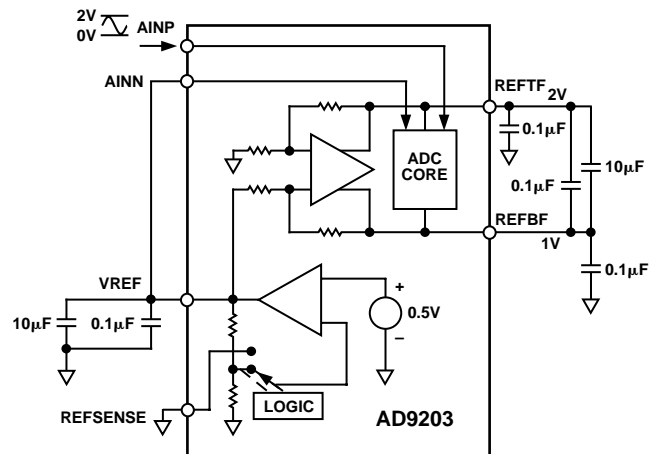 2V
0V
AINP
AINN
REFTF
2V
0.1μF
ADC
CORE
10μF
0.1μF
REFBF
1V
VREF
0.1μF
+
0.5V
–
10μF
0.1μF
REFSENSE
LOGIC
AD9203